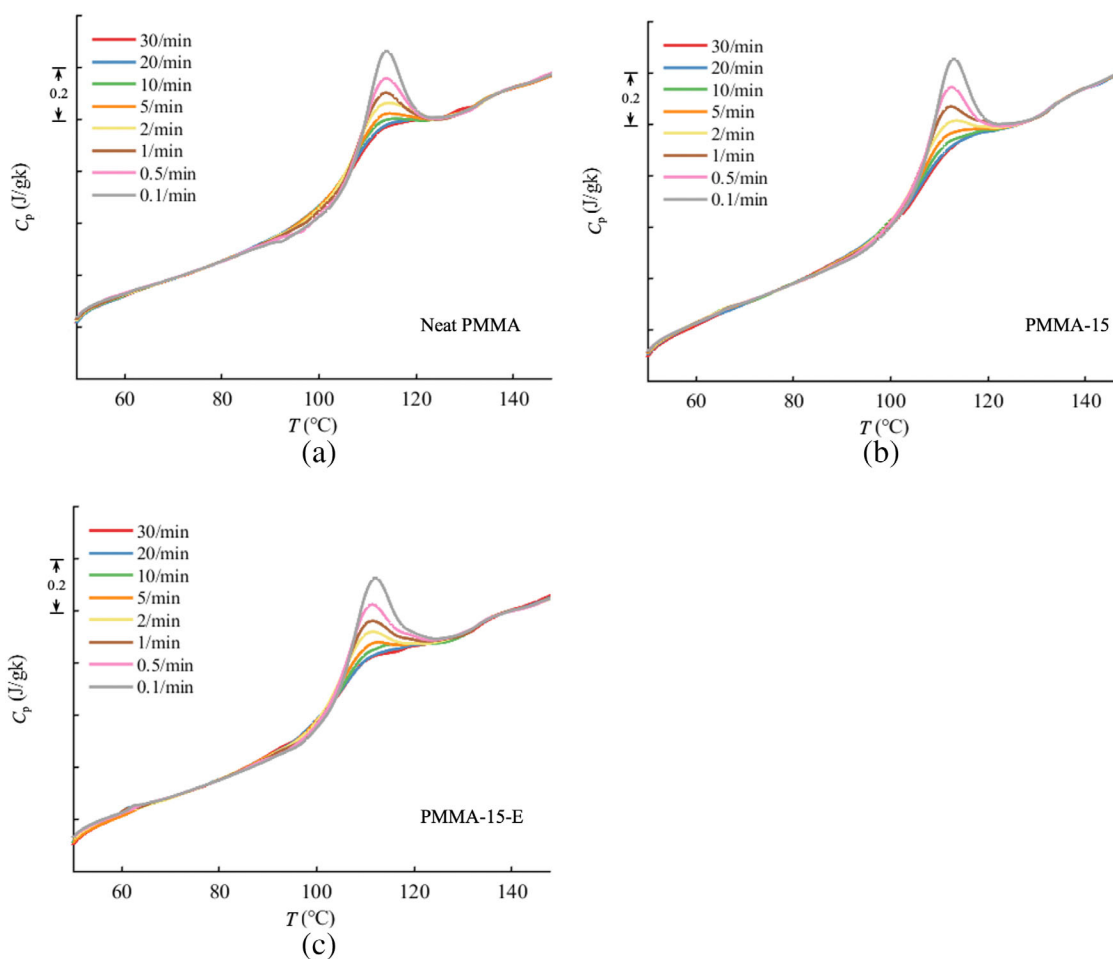 30/min
20/min
10/min
5/min
2/min
1/min
0.5/min
0.1/min
0.2
Cp (J/gk)
Neat PMMA
60 80 100 120 140
T (°C)
(a)
30/min
20/min
10/min
5/min
2/min
1/min
0.5/min
0.1/min
0.2
Cp (J/gk)
PMMA-15
60 80 100 120 140
T (°C)
(b)
30/min
20/min
10/min
5/min
2/min
1/min
0.5/min
0.1/min
0.2
Cp (J/gk)
PMMA-15-E
60 80 100 120 140
T (°C)
(c)